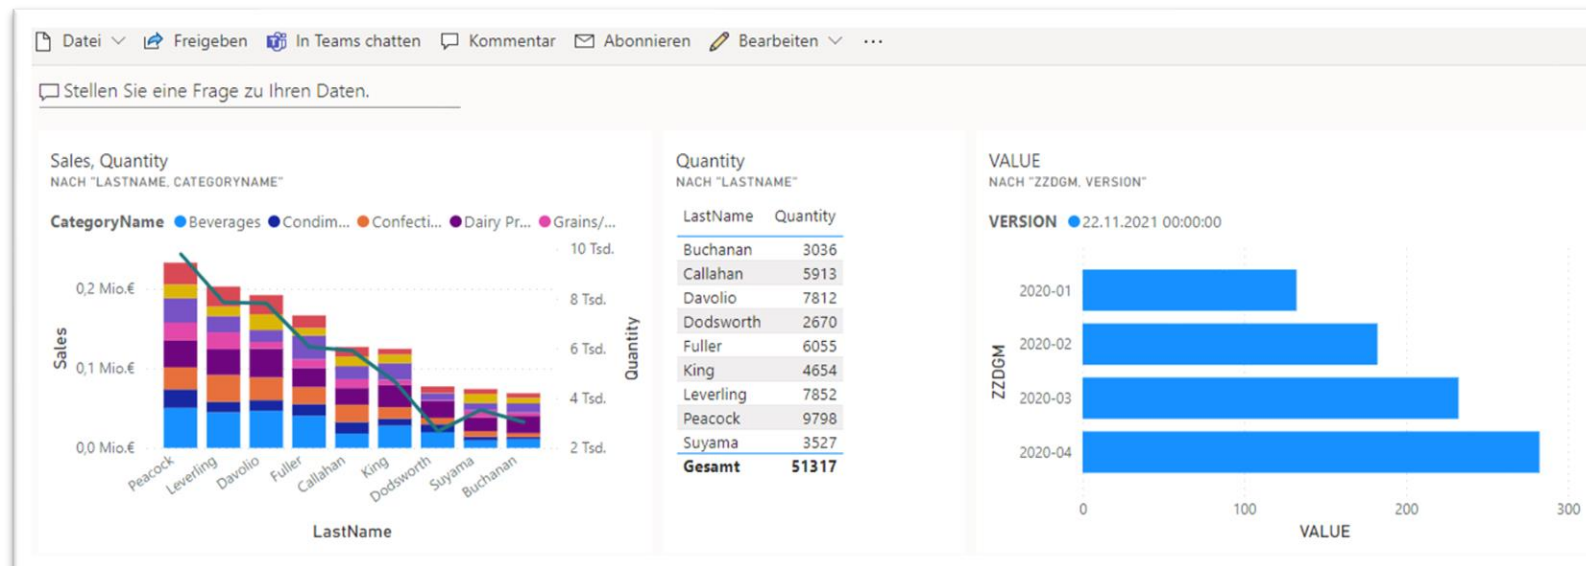 Datei Freigeben In Teams chatten Kommentar Abonnieren Bearbeiten ...
Stellen Sie eine Frage zu Ihren Daten.
Sales, Quantity
NACH "LASTNAME, CATEGORYNAME"
CategoryName Beverages Condim... Confecti... Dairy Pr... Grains/...
10 Tsd.
0,2 Mio.€
8 Tsd.
6 Tsd.
0,1 Mio.€
4 Tsd.
0,0 Mio.€
2 Tsd.
Sales
Quantity
Peacock
Leverling
Davolio
Fuller
Callahan
King
Dodsworth
Suyama
Buchanan
LastName
Quantity
NACH "LASTNAME"
LastName Quantity
Buchanan 3036
Callahan 5913
Davolio 7812
Dodsworth 2670
Fuller 6055
King 4654
Leverling 7852
Peacock 9798
Suyama 3527
Gesamt 51317
VALUE
NACH "ZZDGM, VERSION"
VERSION 22.11.2021 00:00:00
ZZDGM
2020-01
2020-02
2020-03
2020-04
0 100 200 300
VALUE